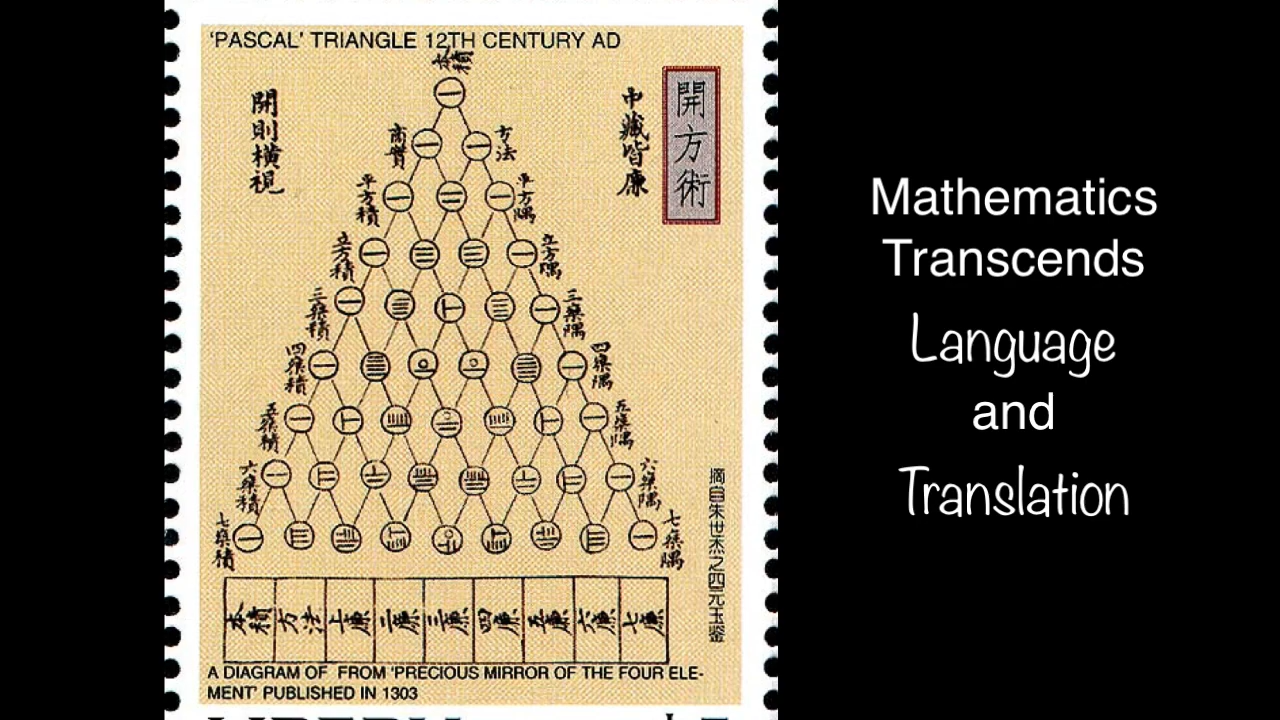 ‘PASCAL’ TRIANGLE 12TH CENTURY AD
本積
開則橫視
中藏皆廉
開方術
商實
方法
平方積
平方隅
立方積
立方隅
三乘積
三乘隅
四乘積
四乘隅
五乘積
五乘隅
六乘積
六乘隅
七乘積
七乘隅
摘自朱世杰之四元玉鉴
本積
方法
上廉
二廉
三廉
四廉
五廉
六廉
七廉
A DIAGRAM OF FROM ‘PRECIOUS MIRROR OF THE FOUR ELE-
MENT’ PUBLISHED IN 1303
Mathematics
Transcends
Language
and
Translation